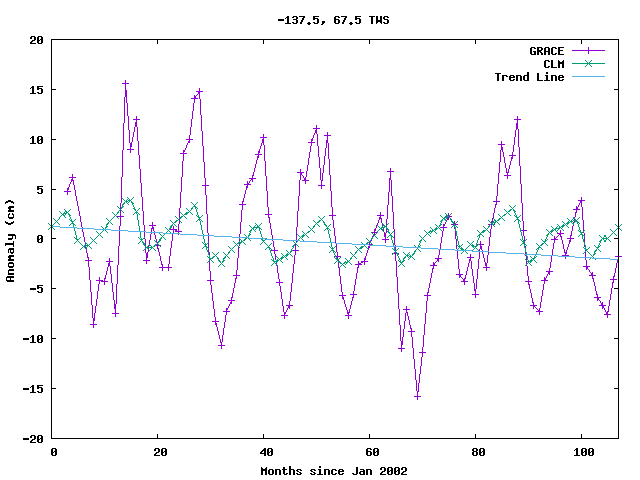 -137.5, 67.5 TWS
GRACE
CLM
Trend Line
Anomaly (cm)
20
15
10
5
0
-5
-10
-15
-20
0 20 40 60 80 100
Months since Jan 2002